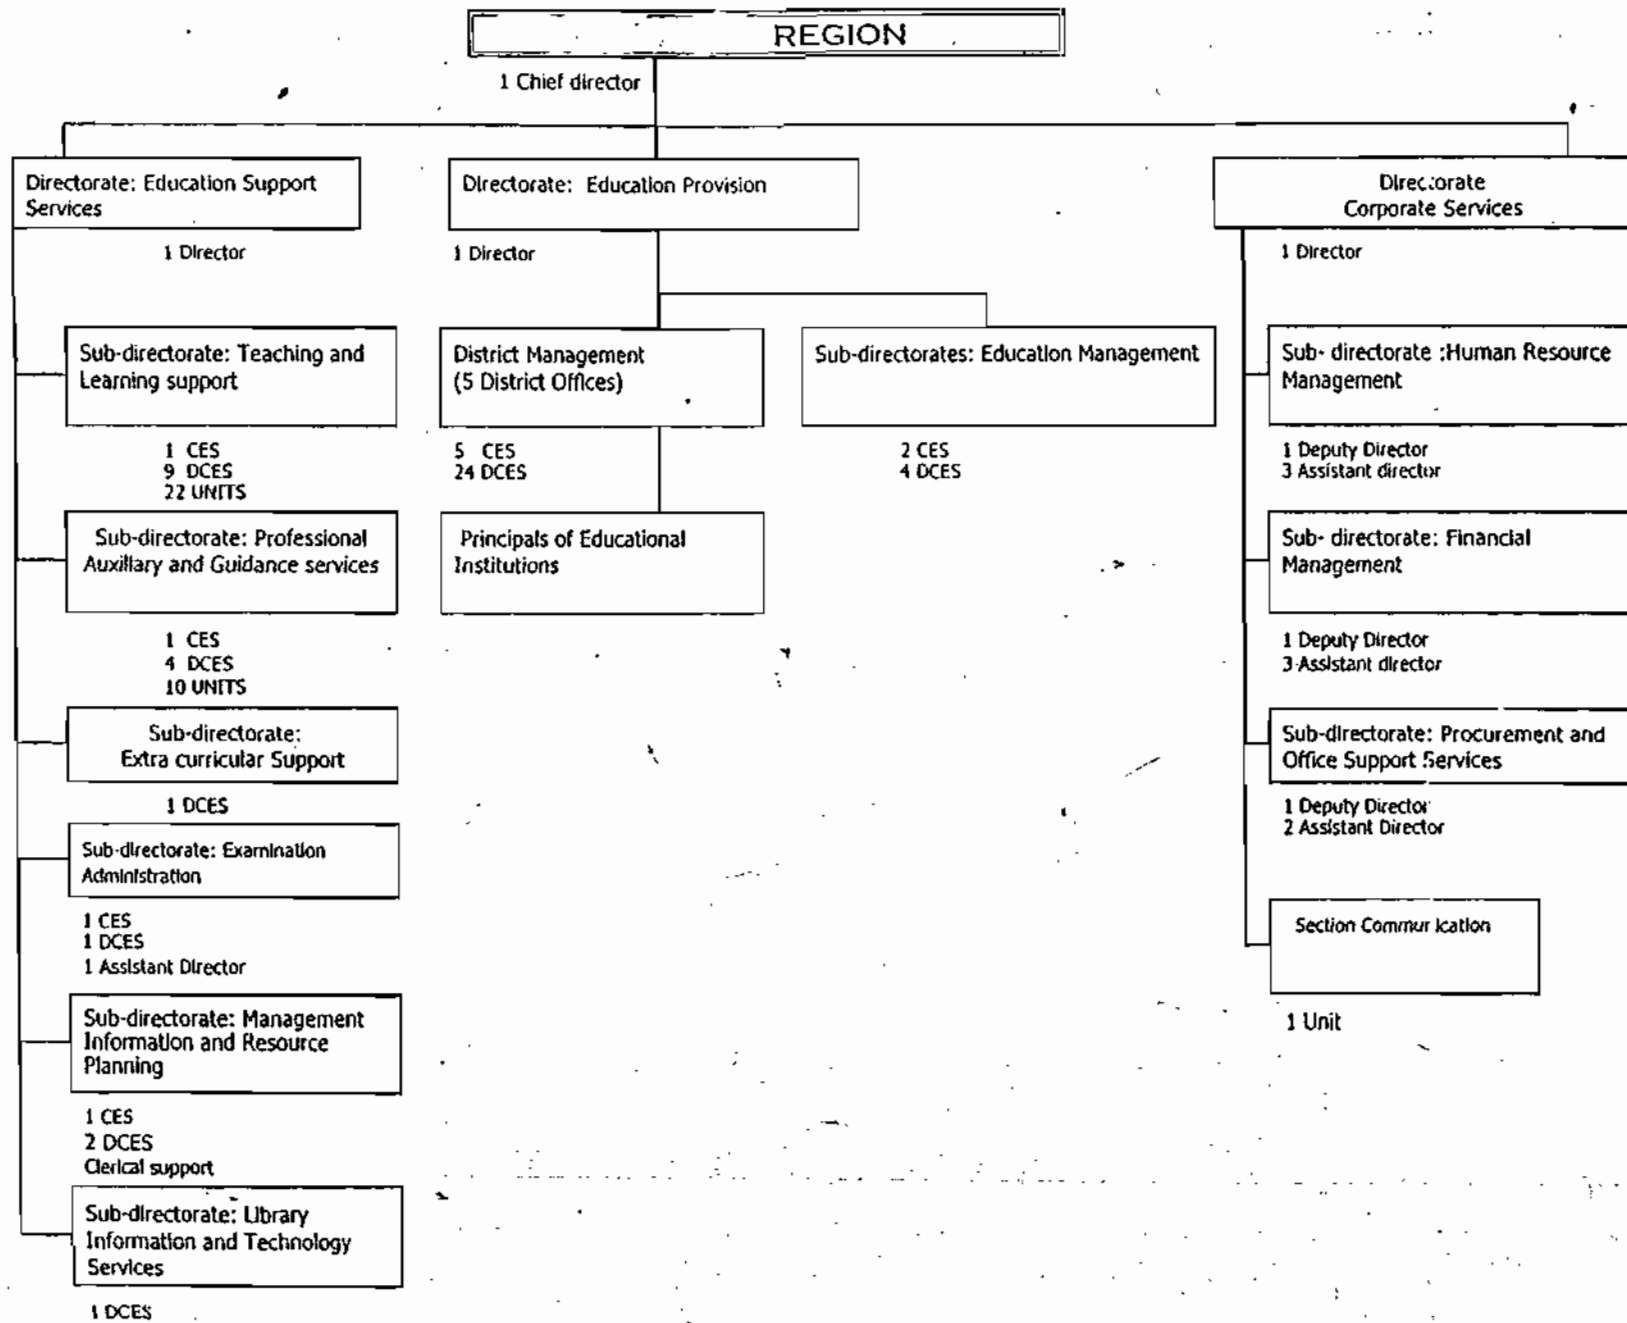 REGION
1 Chief director
Directorate: Education Support
Services
1 Director
Sub-directorate: Teaching and
Learning support
1 CES
9 DCES
22 UNITS
Sub-directorate: Professional
Auxillary and Guidance services
1 CES
4 DCES
10 UNITS
Sub-directorate:
Extra curricular Support
1 DCES
Sub-directorate: Examination
Administration
1 CES
1 DCES
1 Assistant Director
Sub-directorate: Management
Information and Resource
Planning
1 CES
2 DCES
Clerical support
Sub-directorate: Library
Information and Technology
Services
1 DCES
Directorate: Education Provision
1 Director
District Management
(5 District Offices)
5 CES
24 DCES
Principals of Educational
Institutions
Sub-directorates: Education Management
2 CES
4 DCES
Directorate
Corporate Services
1 Director
Sub- directorate :Human Resource
Management
1 Deputy Director
3 Assistant director
Sub- directorate: Financial
Management
1 Deputy Director
3 Assistant director
Sub-directorate: Procurement and
Office Support Services
1 Deputy Director
2 Assistant Director
Section Communication
1 Unit